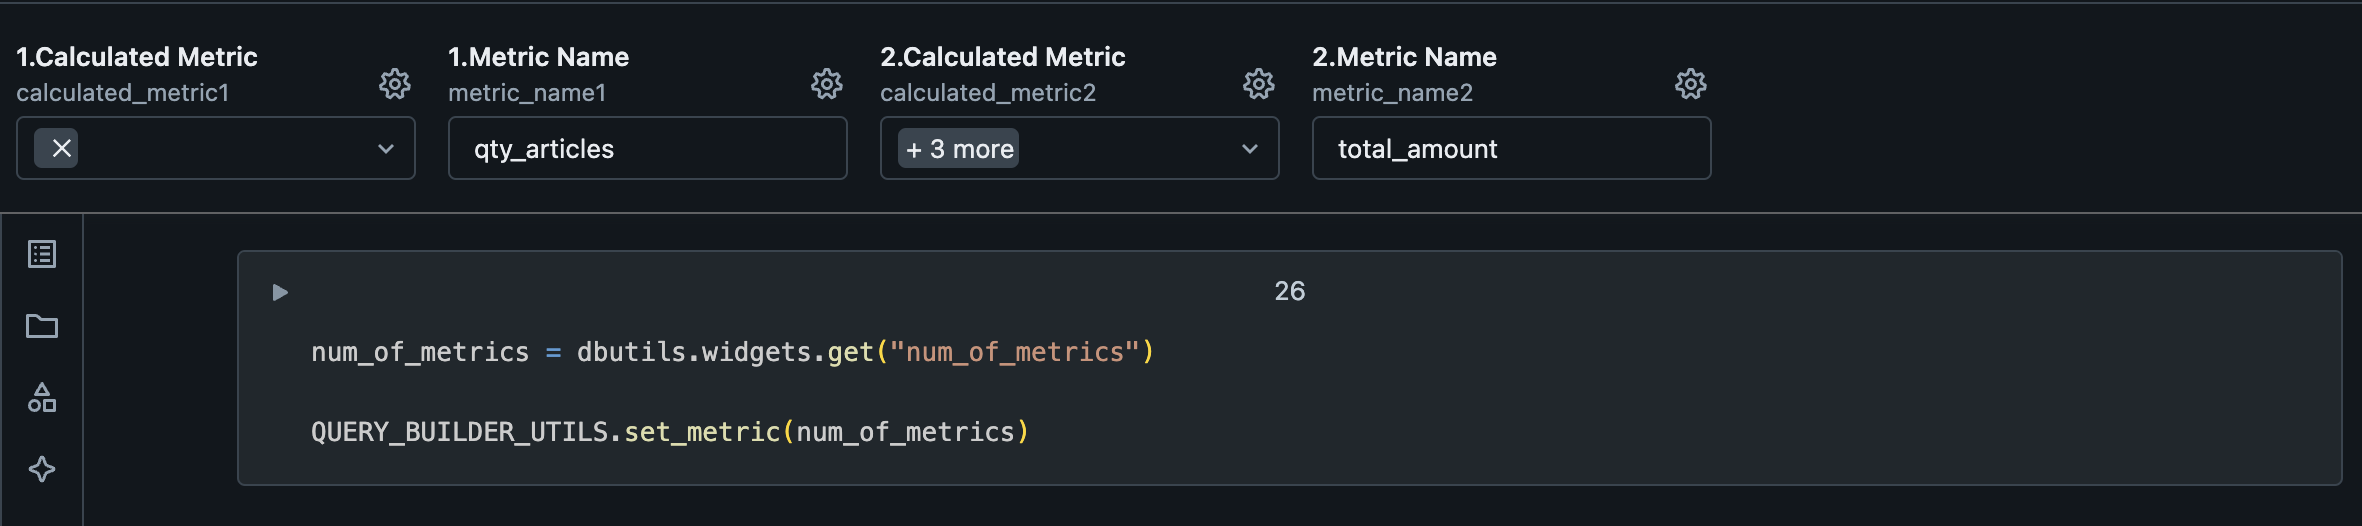 1.Calculated Metric
calculated_metric1
1.Metric Name
metric_name1
qty_articles
2.Calculated Metric
calculated_metric2
+ 3 more
2.Metric Name
metric_name2
total_amount
26
num_of_metrics = dbutils.widgets.get("num_of_metrics")
QUERY_BUILDER_UTILS.set_metric(num_of_metrics)